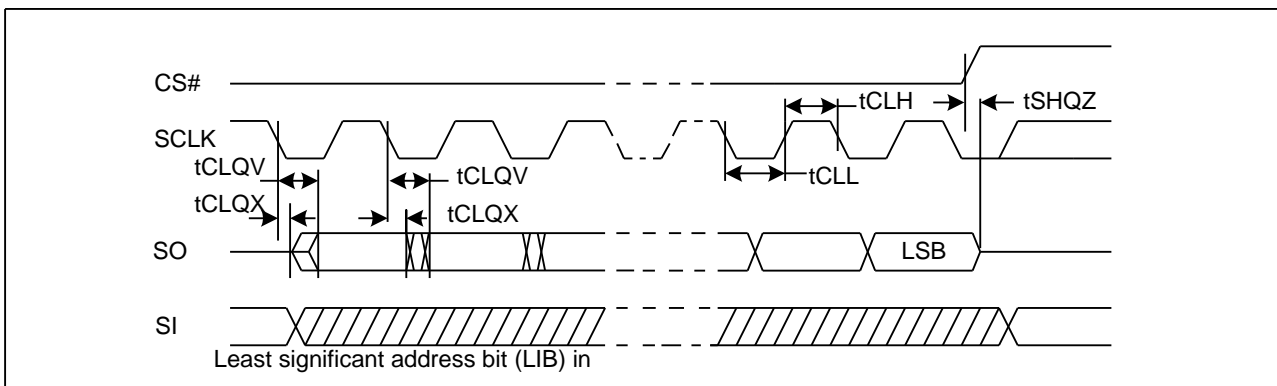 CS#
tCLH
tSHQZ
SCLK
tCLQV
tCLQV
tCLL
tCLQX
tCLQX
SO
LSB
SI
Least significant address bit (LIB) in